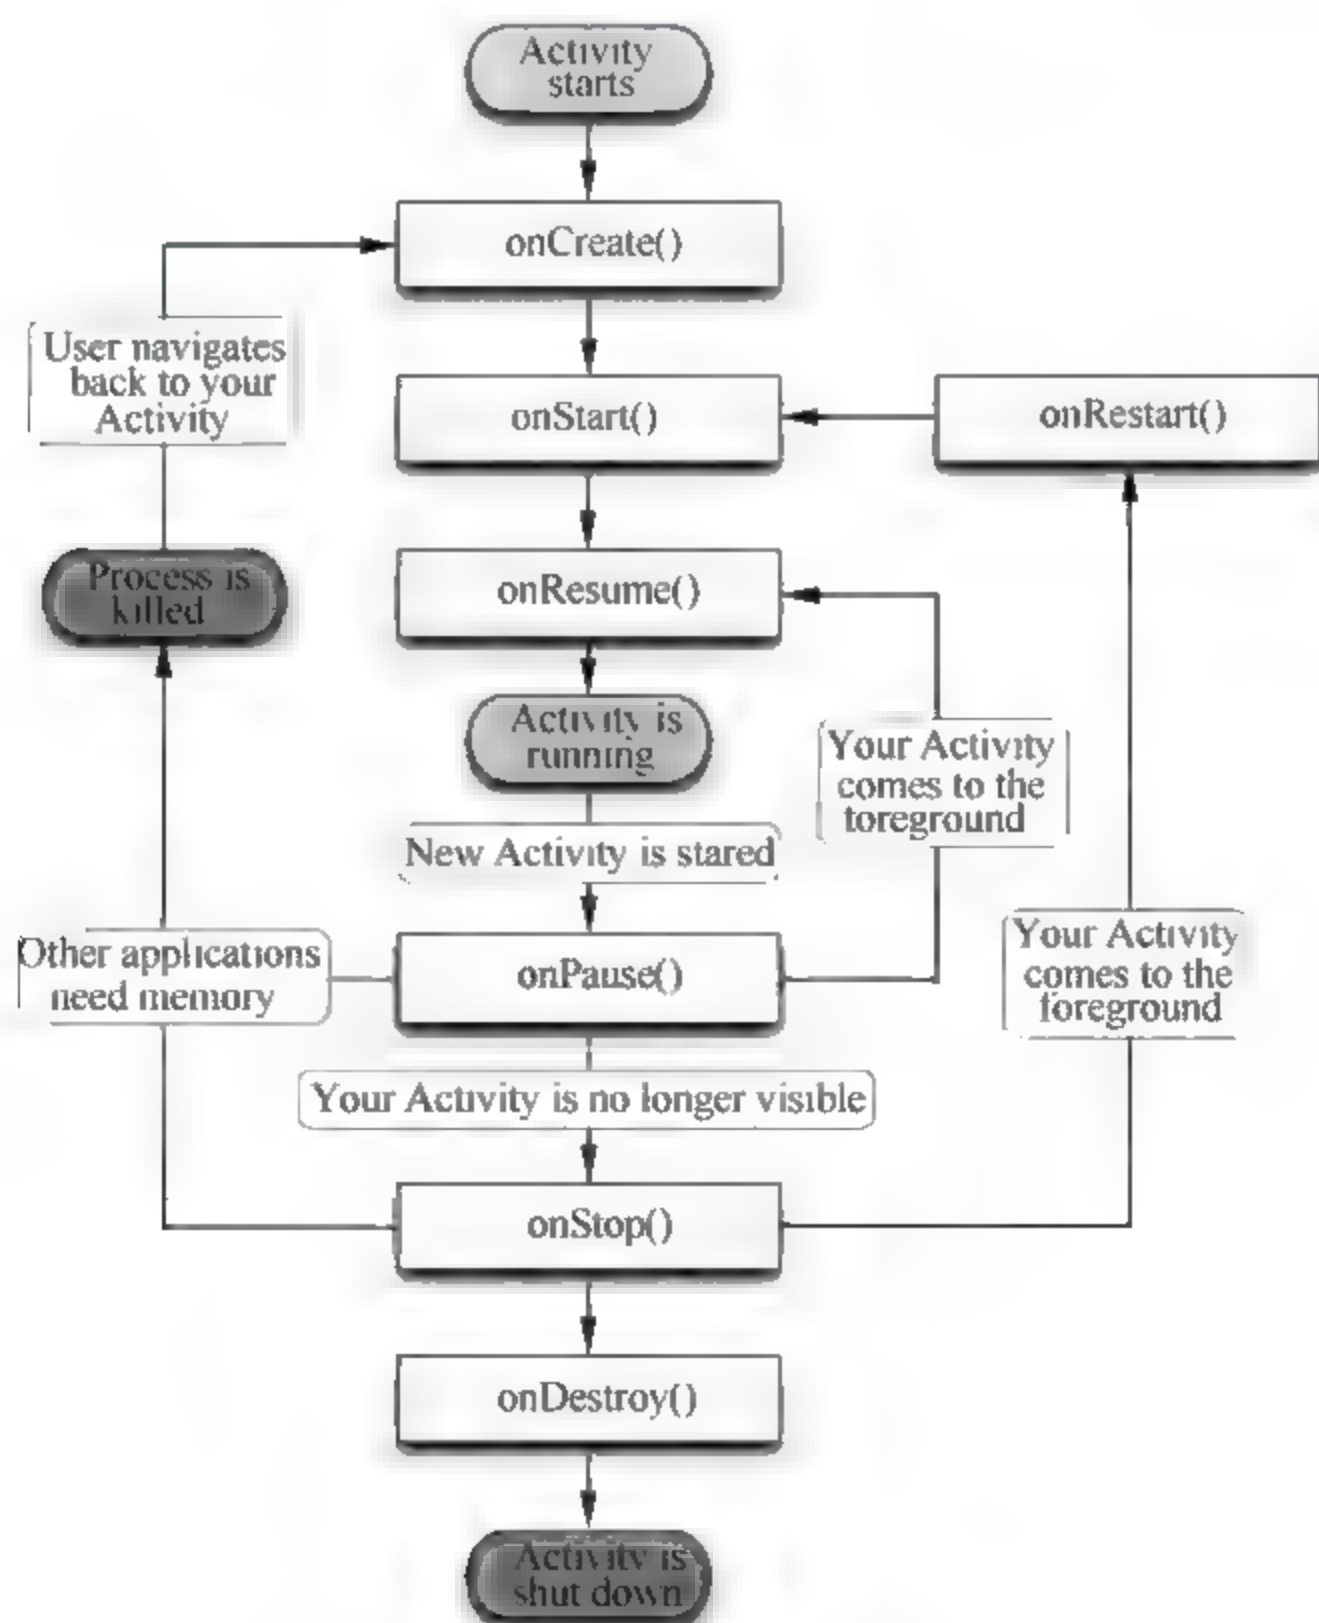 Activity
starts
onCreate()
User navigates
back to your
Activity
onStart()
onRestart()
Process is
killed
onResume()
Activity is
running
Your Activity
comes to the
foreground
New Activity is stared
Other applications
need memory
onPause()
Your Activity
comes to the
foreground
Your Activity is no longer visible
onStop()
onDestroy()
Activity is
shut down